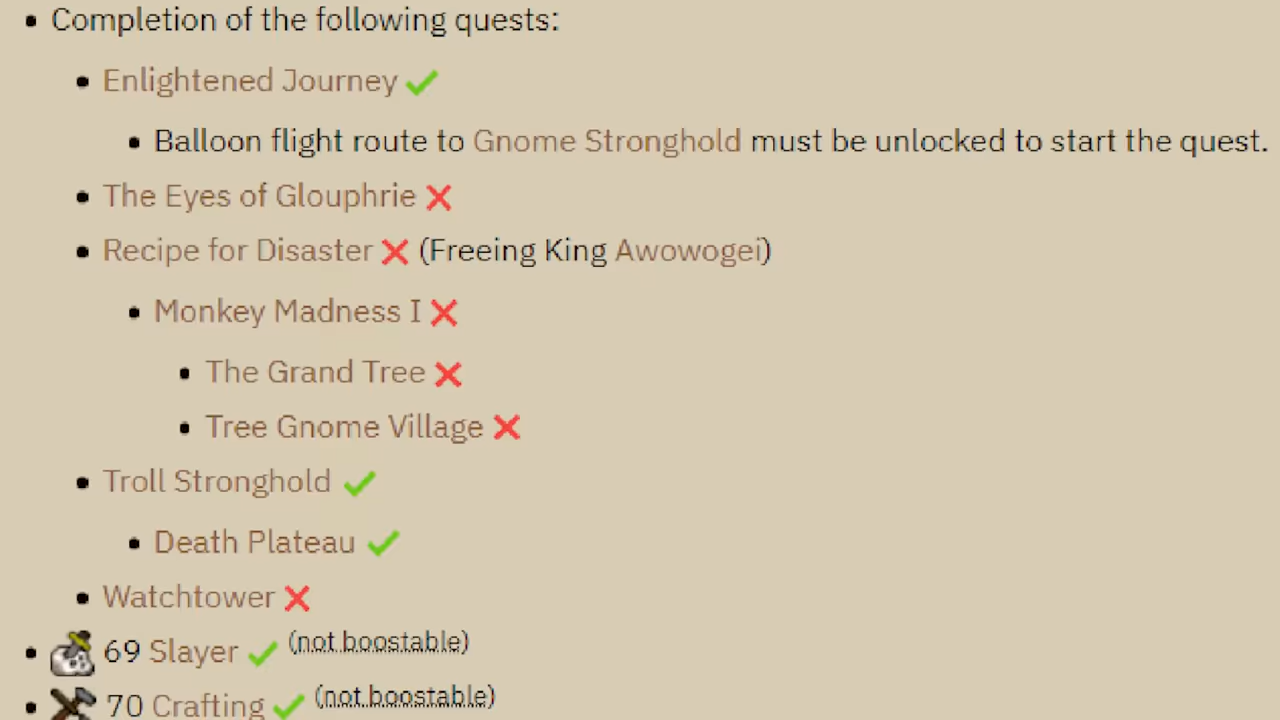 Completion of the following quests:
Enlightened Journey
Balloon flight route to Gnome Stronghold must be unlocked to start the quest.
The Eyes of Glouphrie
Recipe for Disaster (Freeing King Awowogei)
Monkey Madness I
The Grand Tree
Tree Gnome Village
Troll Stronghold
Death Plateau
Watchtower
69 Slayer (not boostable)
70 Crafting (not boostable)